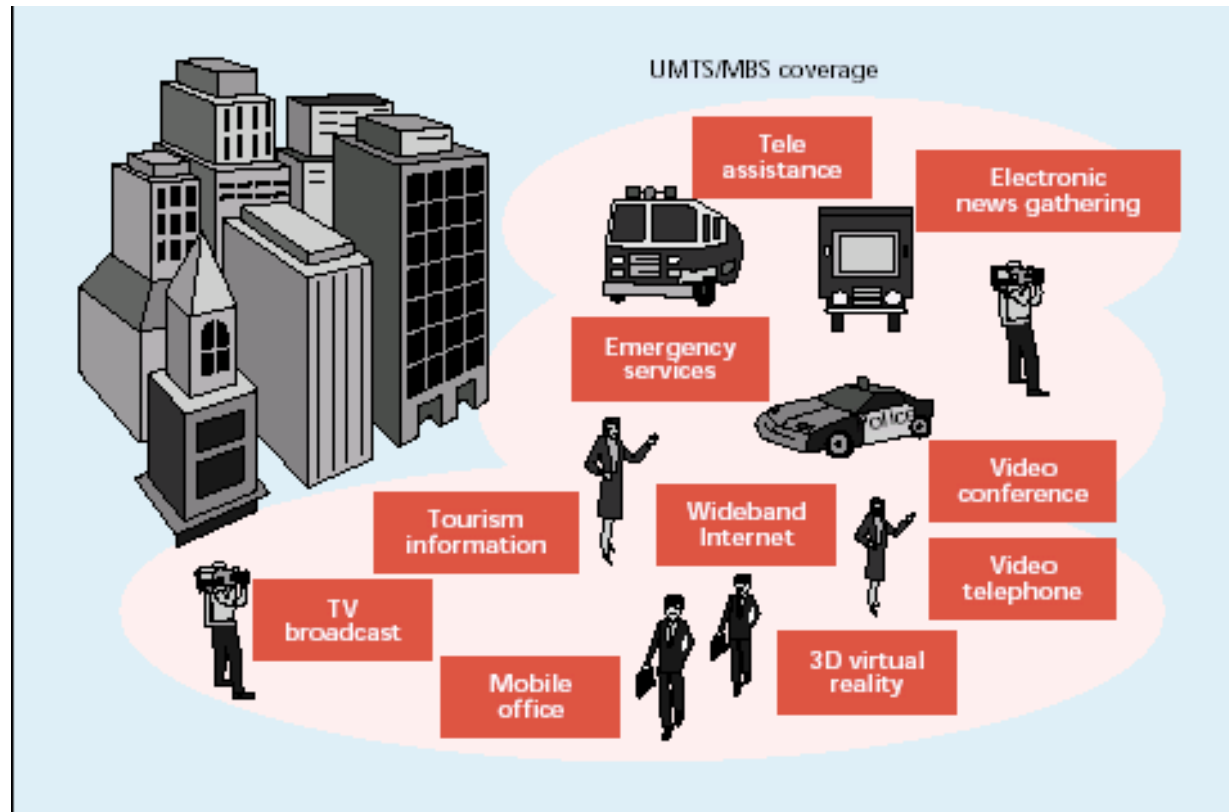 UMTS/MBS coverage
Tele
assistance
Electronic
news gathering
Emergency
services
POLICE
Video
conference
Tourism
information
Wideband
Internet
Video
telephone
TV
broadcast
3D virtual
reality
Mobile
office